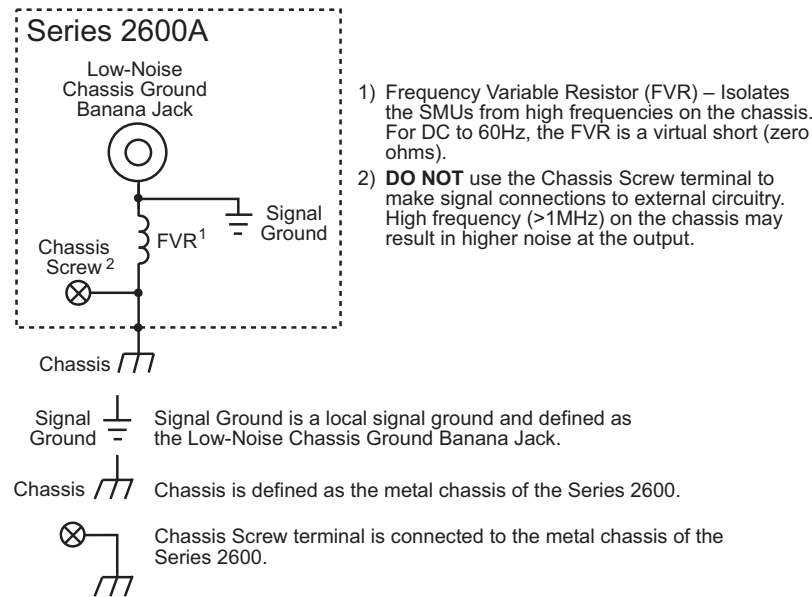 Series 2600A
Low-Noise
Chassis Ground
Banana Jack
Signal
Ground
FVR1
Chassis
Screw 2
Chassis
1) Frequency Variable Resistor (FVR) – Isolates
the SMUs from high frequencies on the chassis.
For DC to 60Hz, the FVR is a virtual short (zero
ohms).
2) DO NOT use the Chassis Screw terminal to
make signal connections to external circuitry.
High frequency (>1MHz) on the chassis may
result in higher noise at the output.
Signal
Ground
Signal Ground is a local signal ground and defined as
the Low-Noise Chassis Ground Banana Jack.
Chassis
Chassis is defined as the metal chassis of the Series 2600.
Chassis Screw terminal is connected to the metal chassis of the
Series 2600.